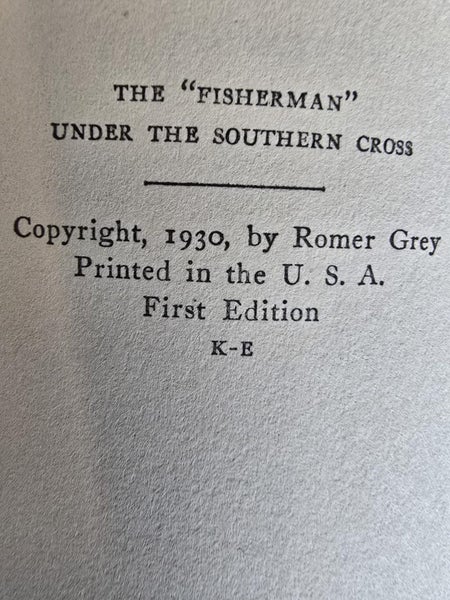 THE "FISHERMAN"
UNDER THE SOUTHERN CROSS
Copyright, 1930, by Romer Grey
Printed in the U. S. A.
First Edition
K-E